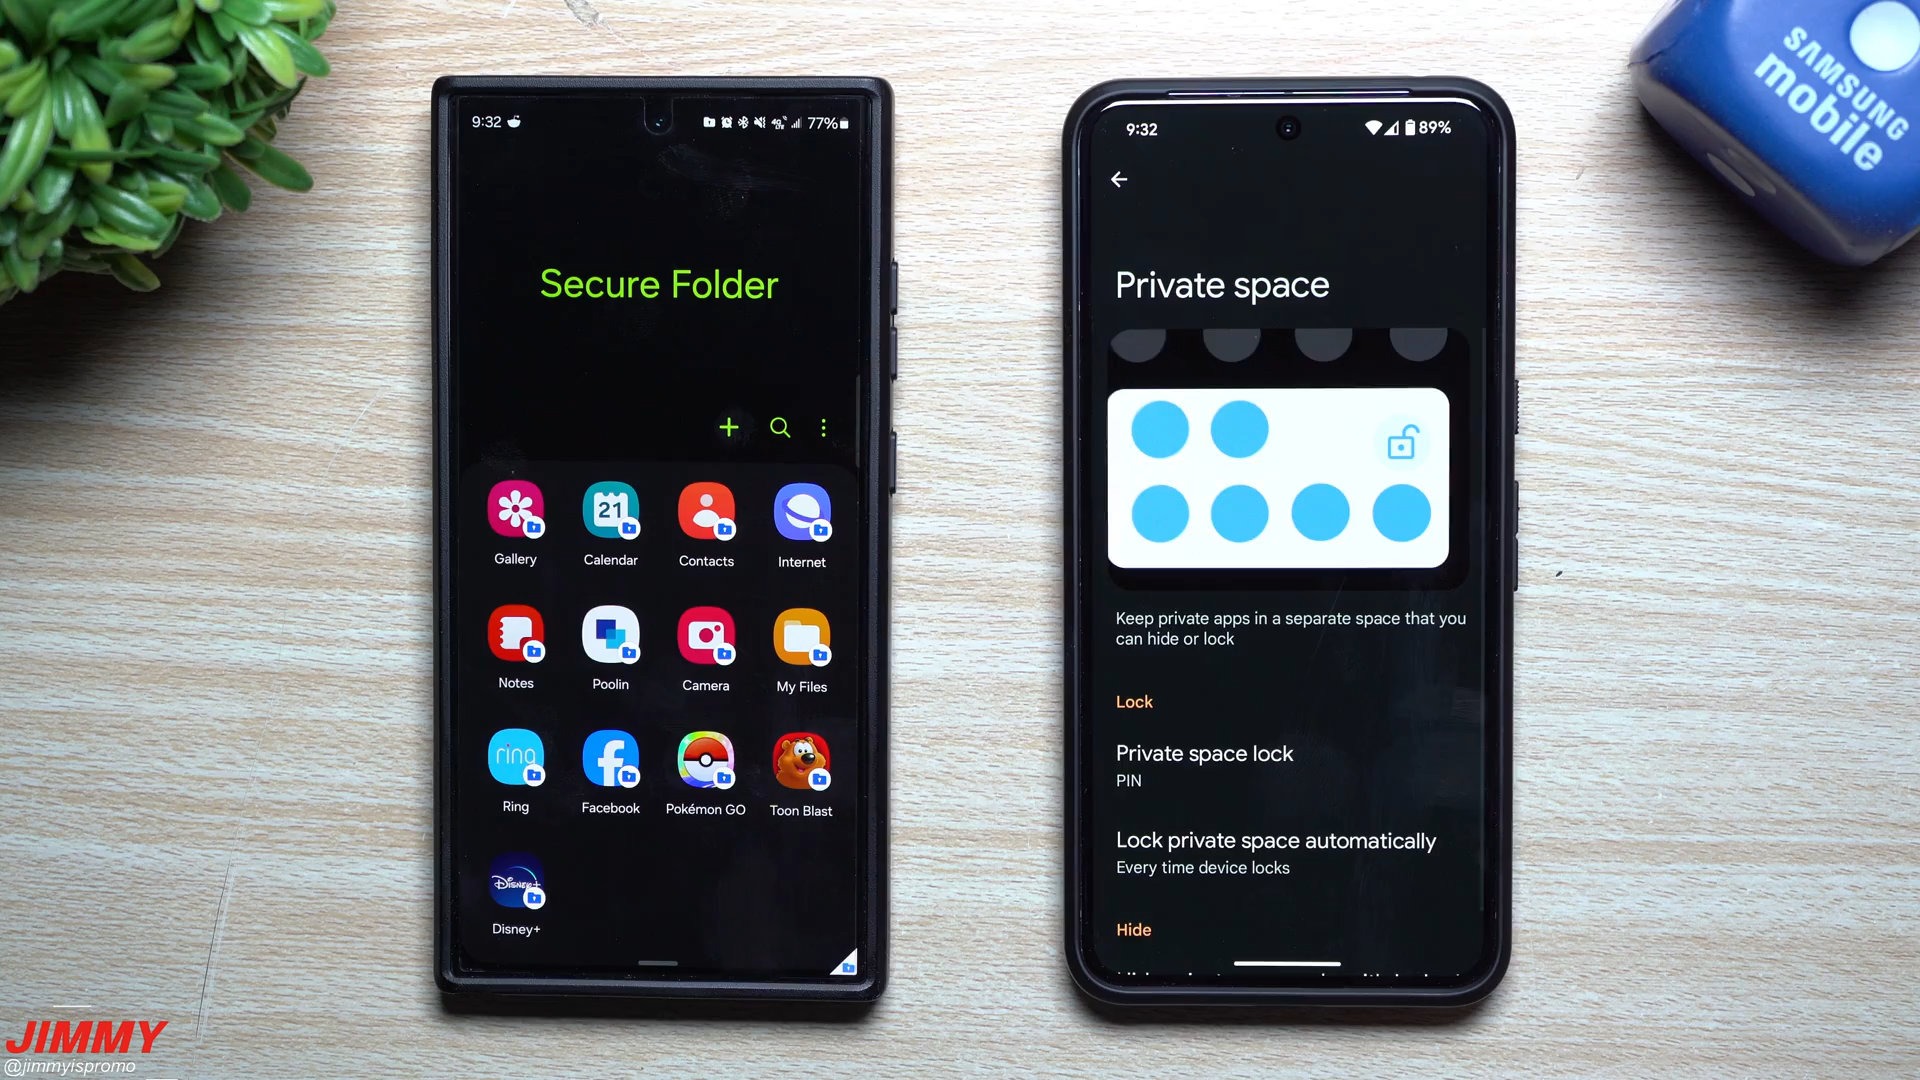 9:32
77%
Secure Folder
21
Gallery
Calendar
Contacts
Internet
Notes
Poolin
Camera
My Files
ring
Ring
Facebook
Pokémon GO
Toon Blast
Disney+
Disney+
9:32
89%
Private space
Keep private apps in a separate space that you
can hide or lock
Lock
Private space lock
PIN
Lock private space automatically
Every time device locks
Hide
SAMSUNG
mobile
JIMMY
@jimmyispromo